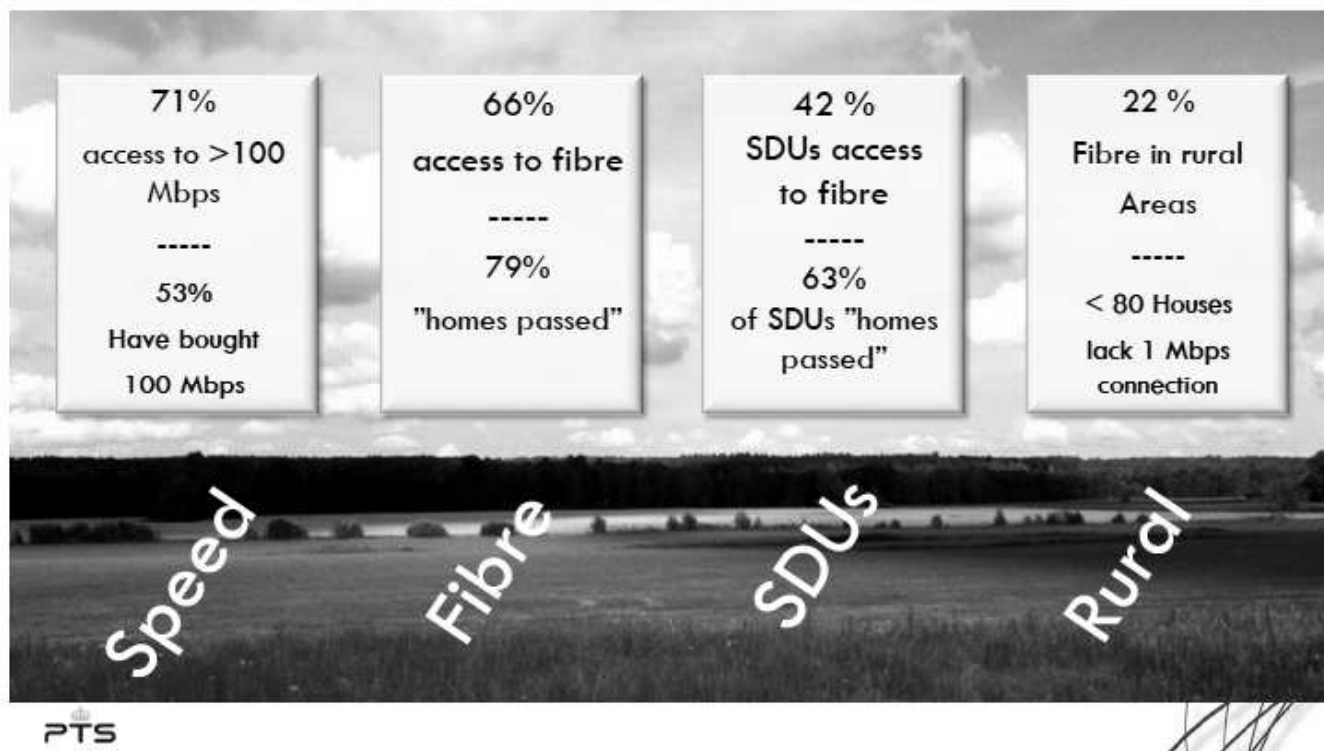 71%
access to >100
Mbps
-----
53%
Have bought
100 Mbps
66%
access to fibre
-----
79%
"homes passed"
42 %
SDUs access
to fibre
-----
63%
of SDUs "homes
passed"
22 %
Fibre in rural
Areas
-----
< 80 Houses
lack 1 Mbps
connection
Speed
Fibre
SDUs
Rural
PTS